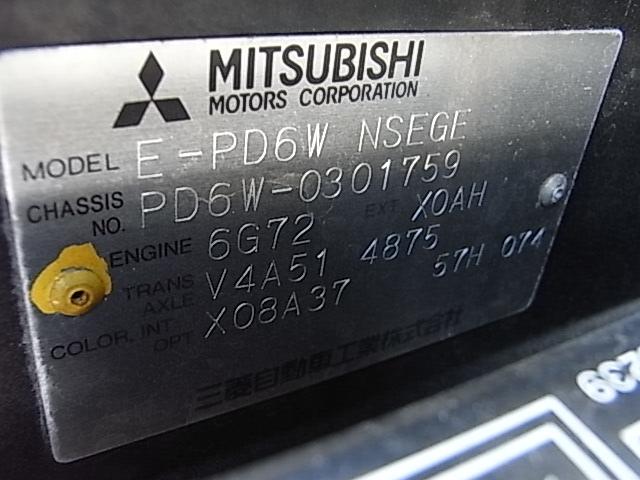 MITSUBISHI
MOTORS CORPORATION
MODEL E-PD6W NSEGE
CHASSIS NO. PD6W-0301759
ENGINE 6G72 EXT X0AH
TRANS AXLE V4A51 4875
COLOR, INT OPT X08A37 57H 074
三菱自動車工業株式会社
239